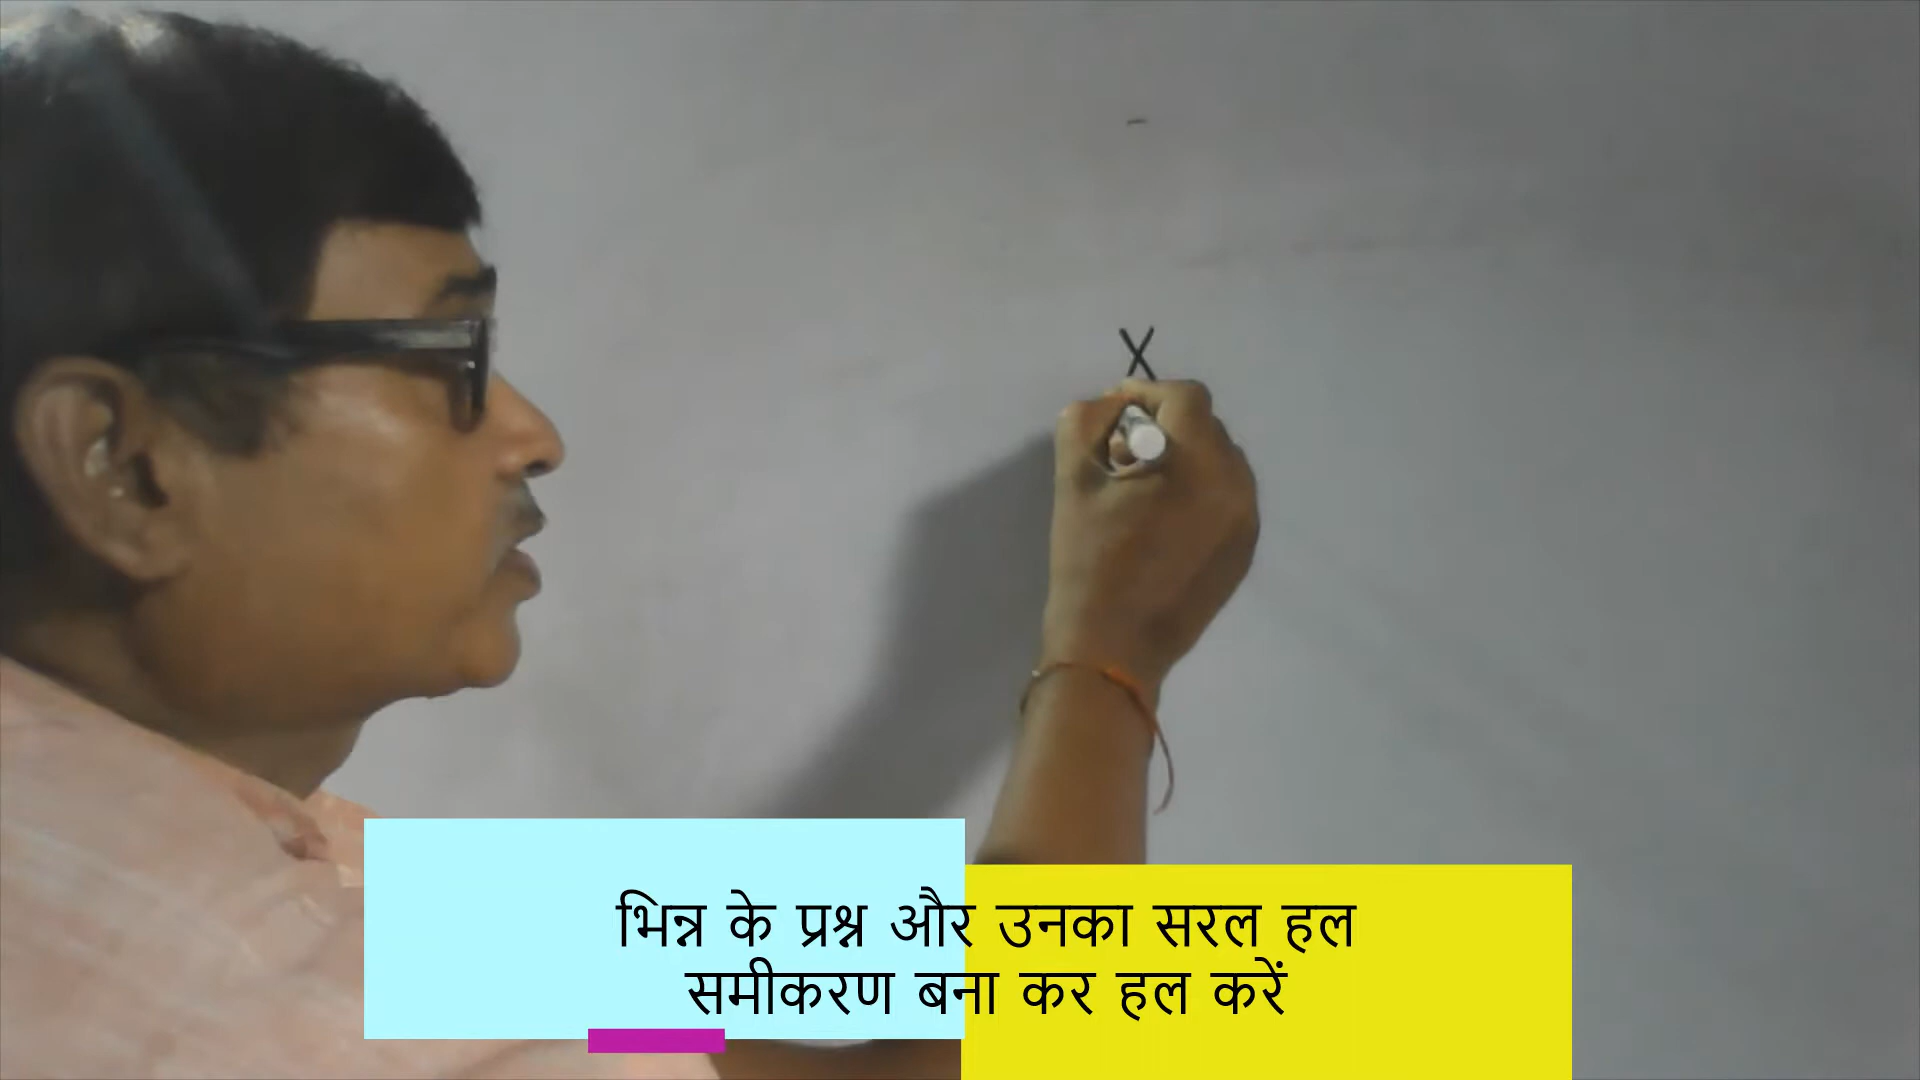 X
भिन्न के प्रश्न और उनका सरल हल
समीकरण बना कर हल करें